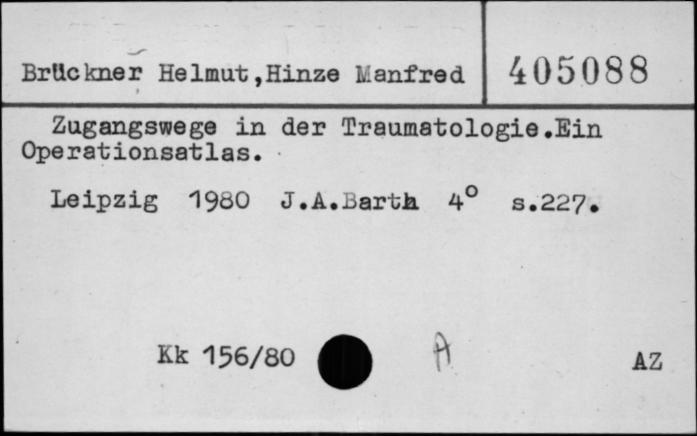 Brückner Helmut,Hinze Manfred
405088
Zugangswege in der Traumatologie.Ein
Operationsatlas.
Leipzig 1980 J.A.Barth 4° s.227.
Kk 156/80 A AZ